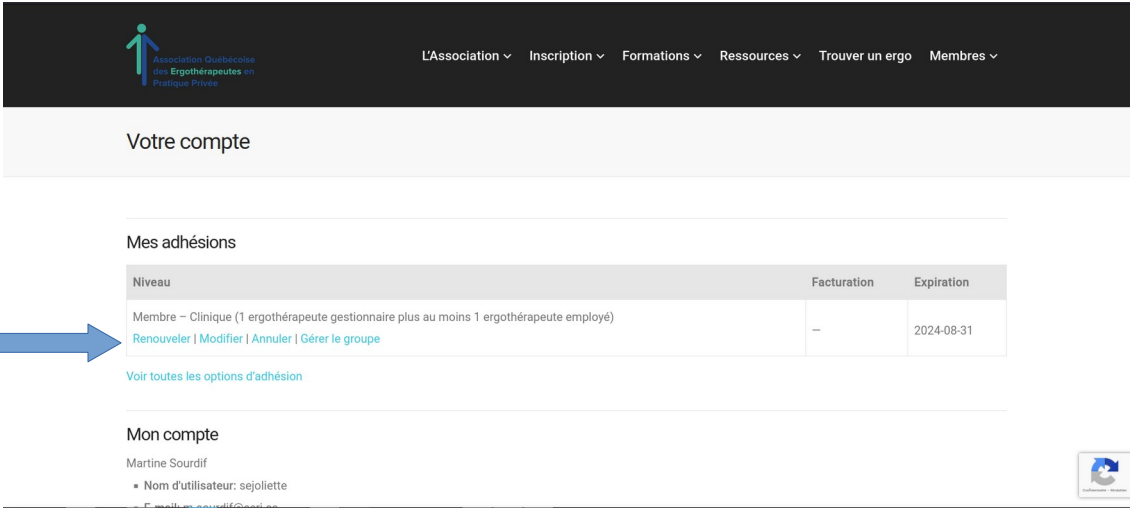 Association Québécoise
des Ergothérapeutes en
Pratique Privée
L'Association Inscription Formations Ressources Trouver un ergo Membres
Votre compte
Mes adhésions
Niveau Facturation Expiration
Membre – Clinique (1 ergothérapeute gestionnaire plus au moins 1 ergothérapeute employé)
Renouveler | Modifier | Annuler | Gérer le groupe
— 2024-08-31
Voir toutes les options d'adhésion
Mon compte
Martine Sourdif
Nom d'utilisateur: sejoliette